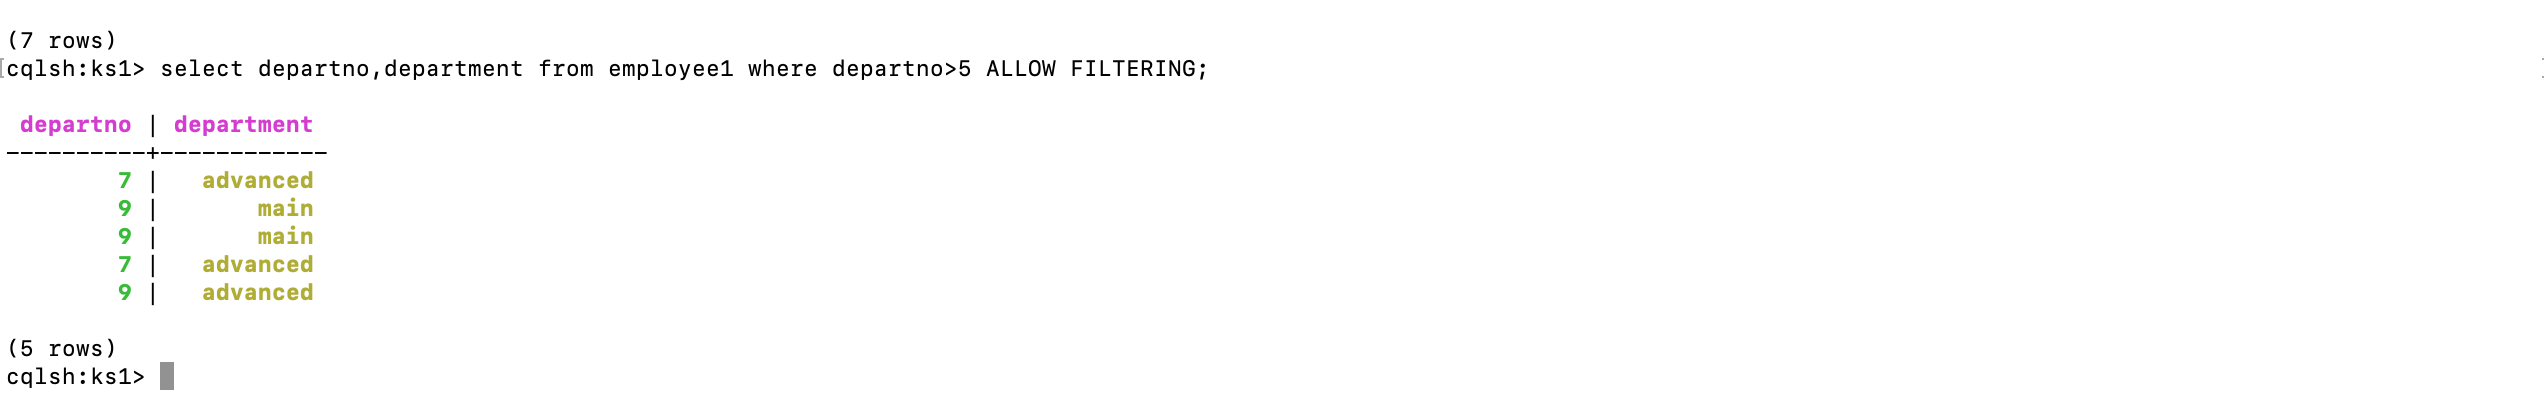 (7 rows)
cqlsh:ks1> select departno,department from employee1 where departno>5 ALLOW FILTERING;
 departno | department
----------+------------
        7 |   advanced
        9 |       main
        9 |       main
        7 |   advanced
        9 |   advanced
(5 rows)
cqlsh:ks1>